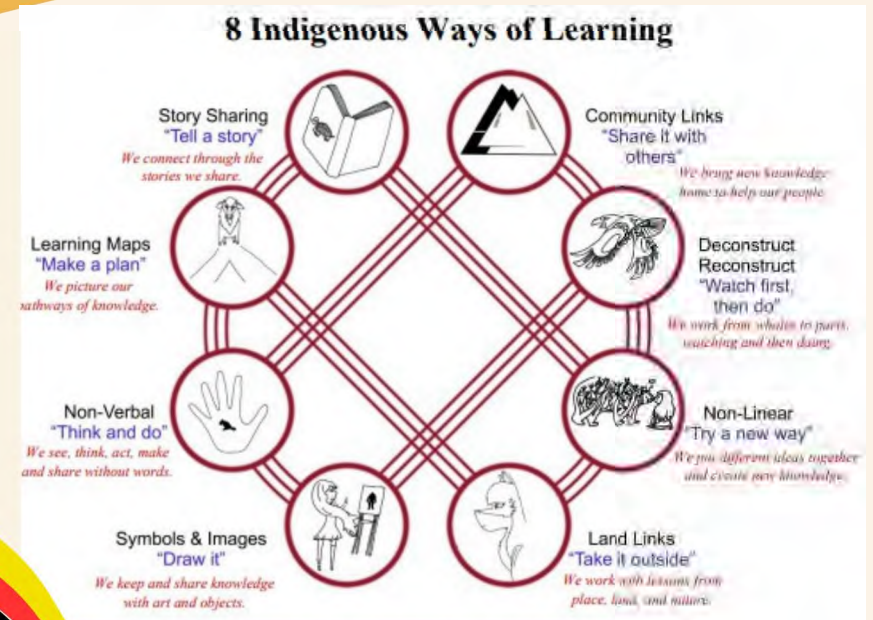 8 Indigenous Ways of Learning
Story Sharing
"Tell a story"
We connect through the
stories we share.
Community Links
"Share it with
others"
We bring new knowledge
home to help our people.
Learning Maps
"Make a plan"
We picture our
pathways of knowledge.
Deconstruct
Reconstruct
"Watch first,
then do"
We work from wholes to parts,
watching and then doing.
Non-Verbal
"Think and do"
We see, think, act, make
and share without words.
Non-Linear
"Try a new way"
We put different ideas together
and create new knowledge.
Symbols & Images
"Draw it"
We keep and share knowledge
with art and objects.
Land Links
"Take it outside"
We work with lessons from
place, land, and nature.